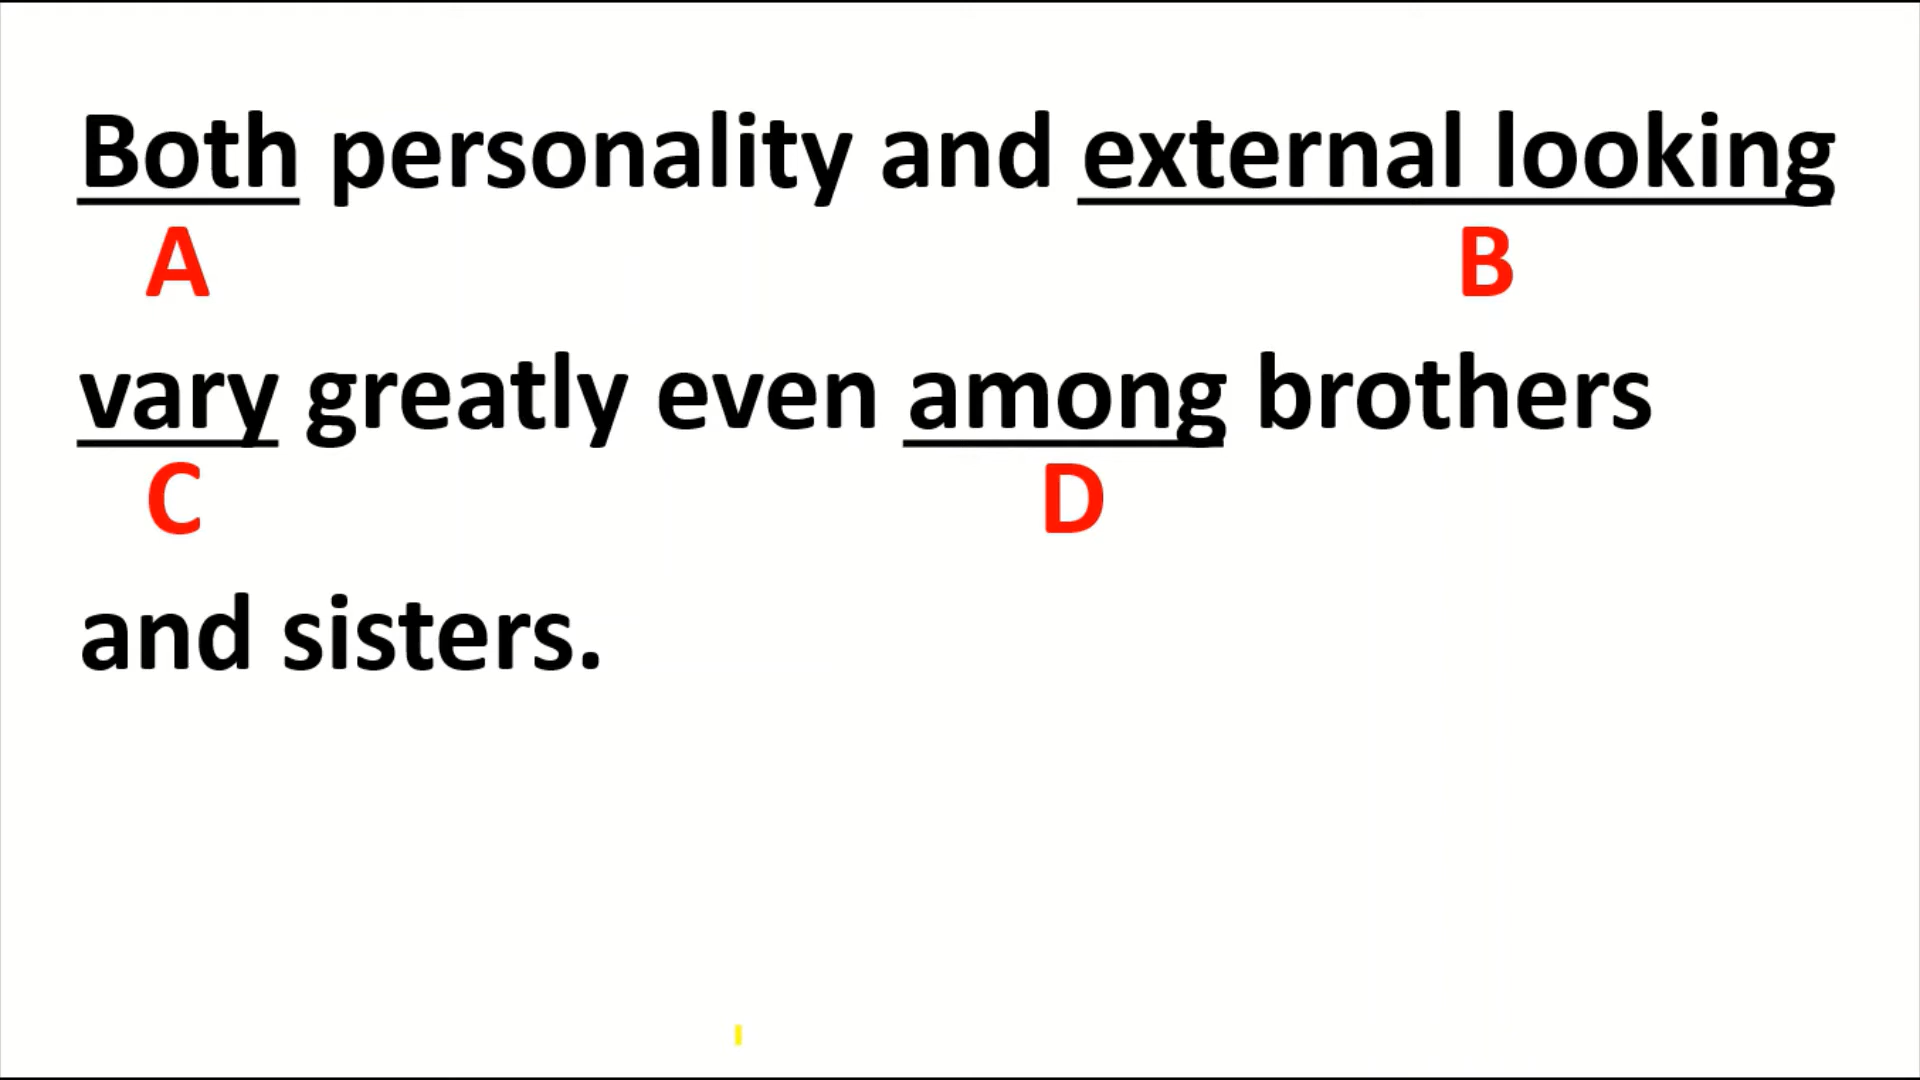 Both personality and external looking
A B
vary greatly even among brothers
C D
and sisters.